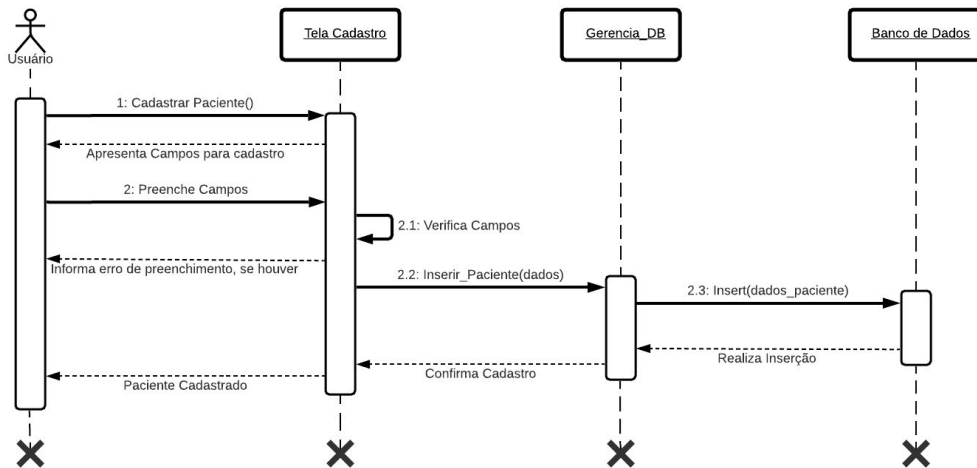 Tela Cadastro
Gerencia_DB
Banco de Dados
Usuário
1: Cadastrar Paciente()
Apresenta Campos para cadastro
2: Preenche Campos
2.1: Verifica Campos
Informa erro de preenchimento, se houver
2.2: Inserir_Paciente(dados)
2.3: Insert(dados_paciente)
Realiza Inserção
Confirma Cadastro
Paciente Cadastrado